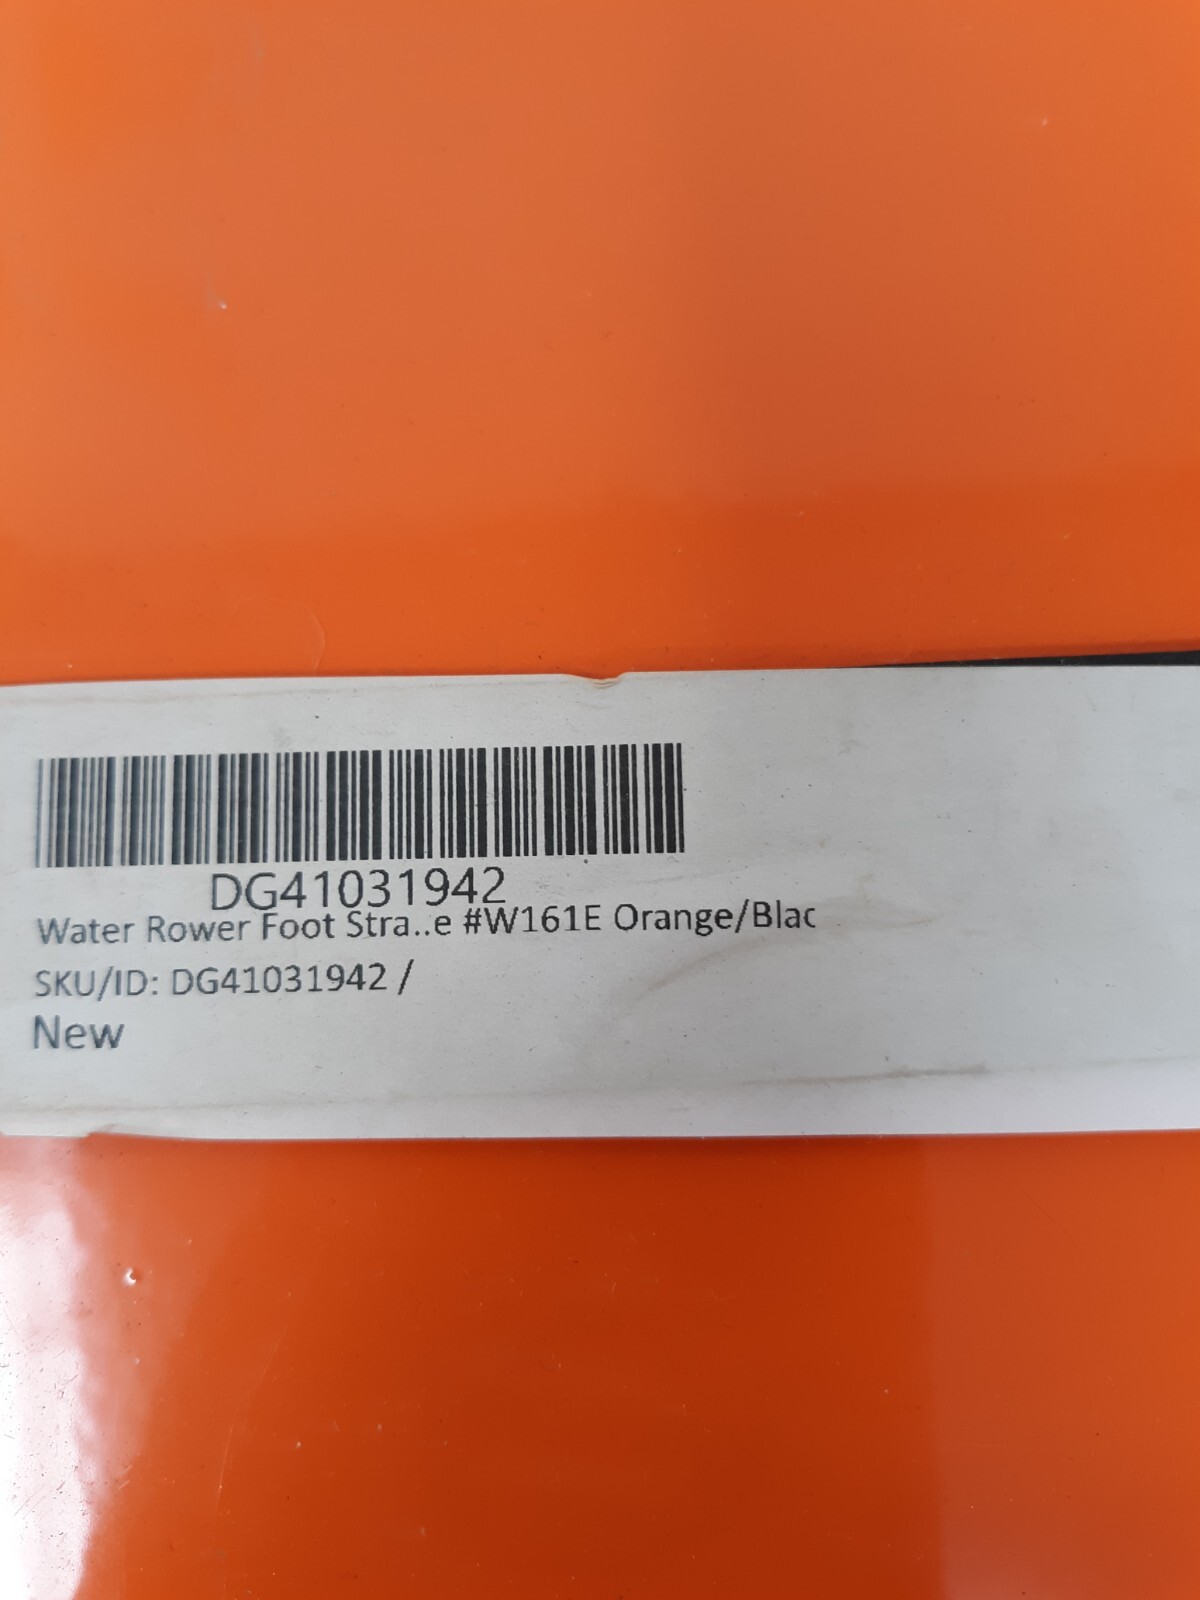 DG41031942
Water Rower Foot Stra..e #W161E Orange/Blac
SKU/ID: DG41031942 /
New